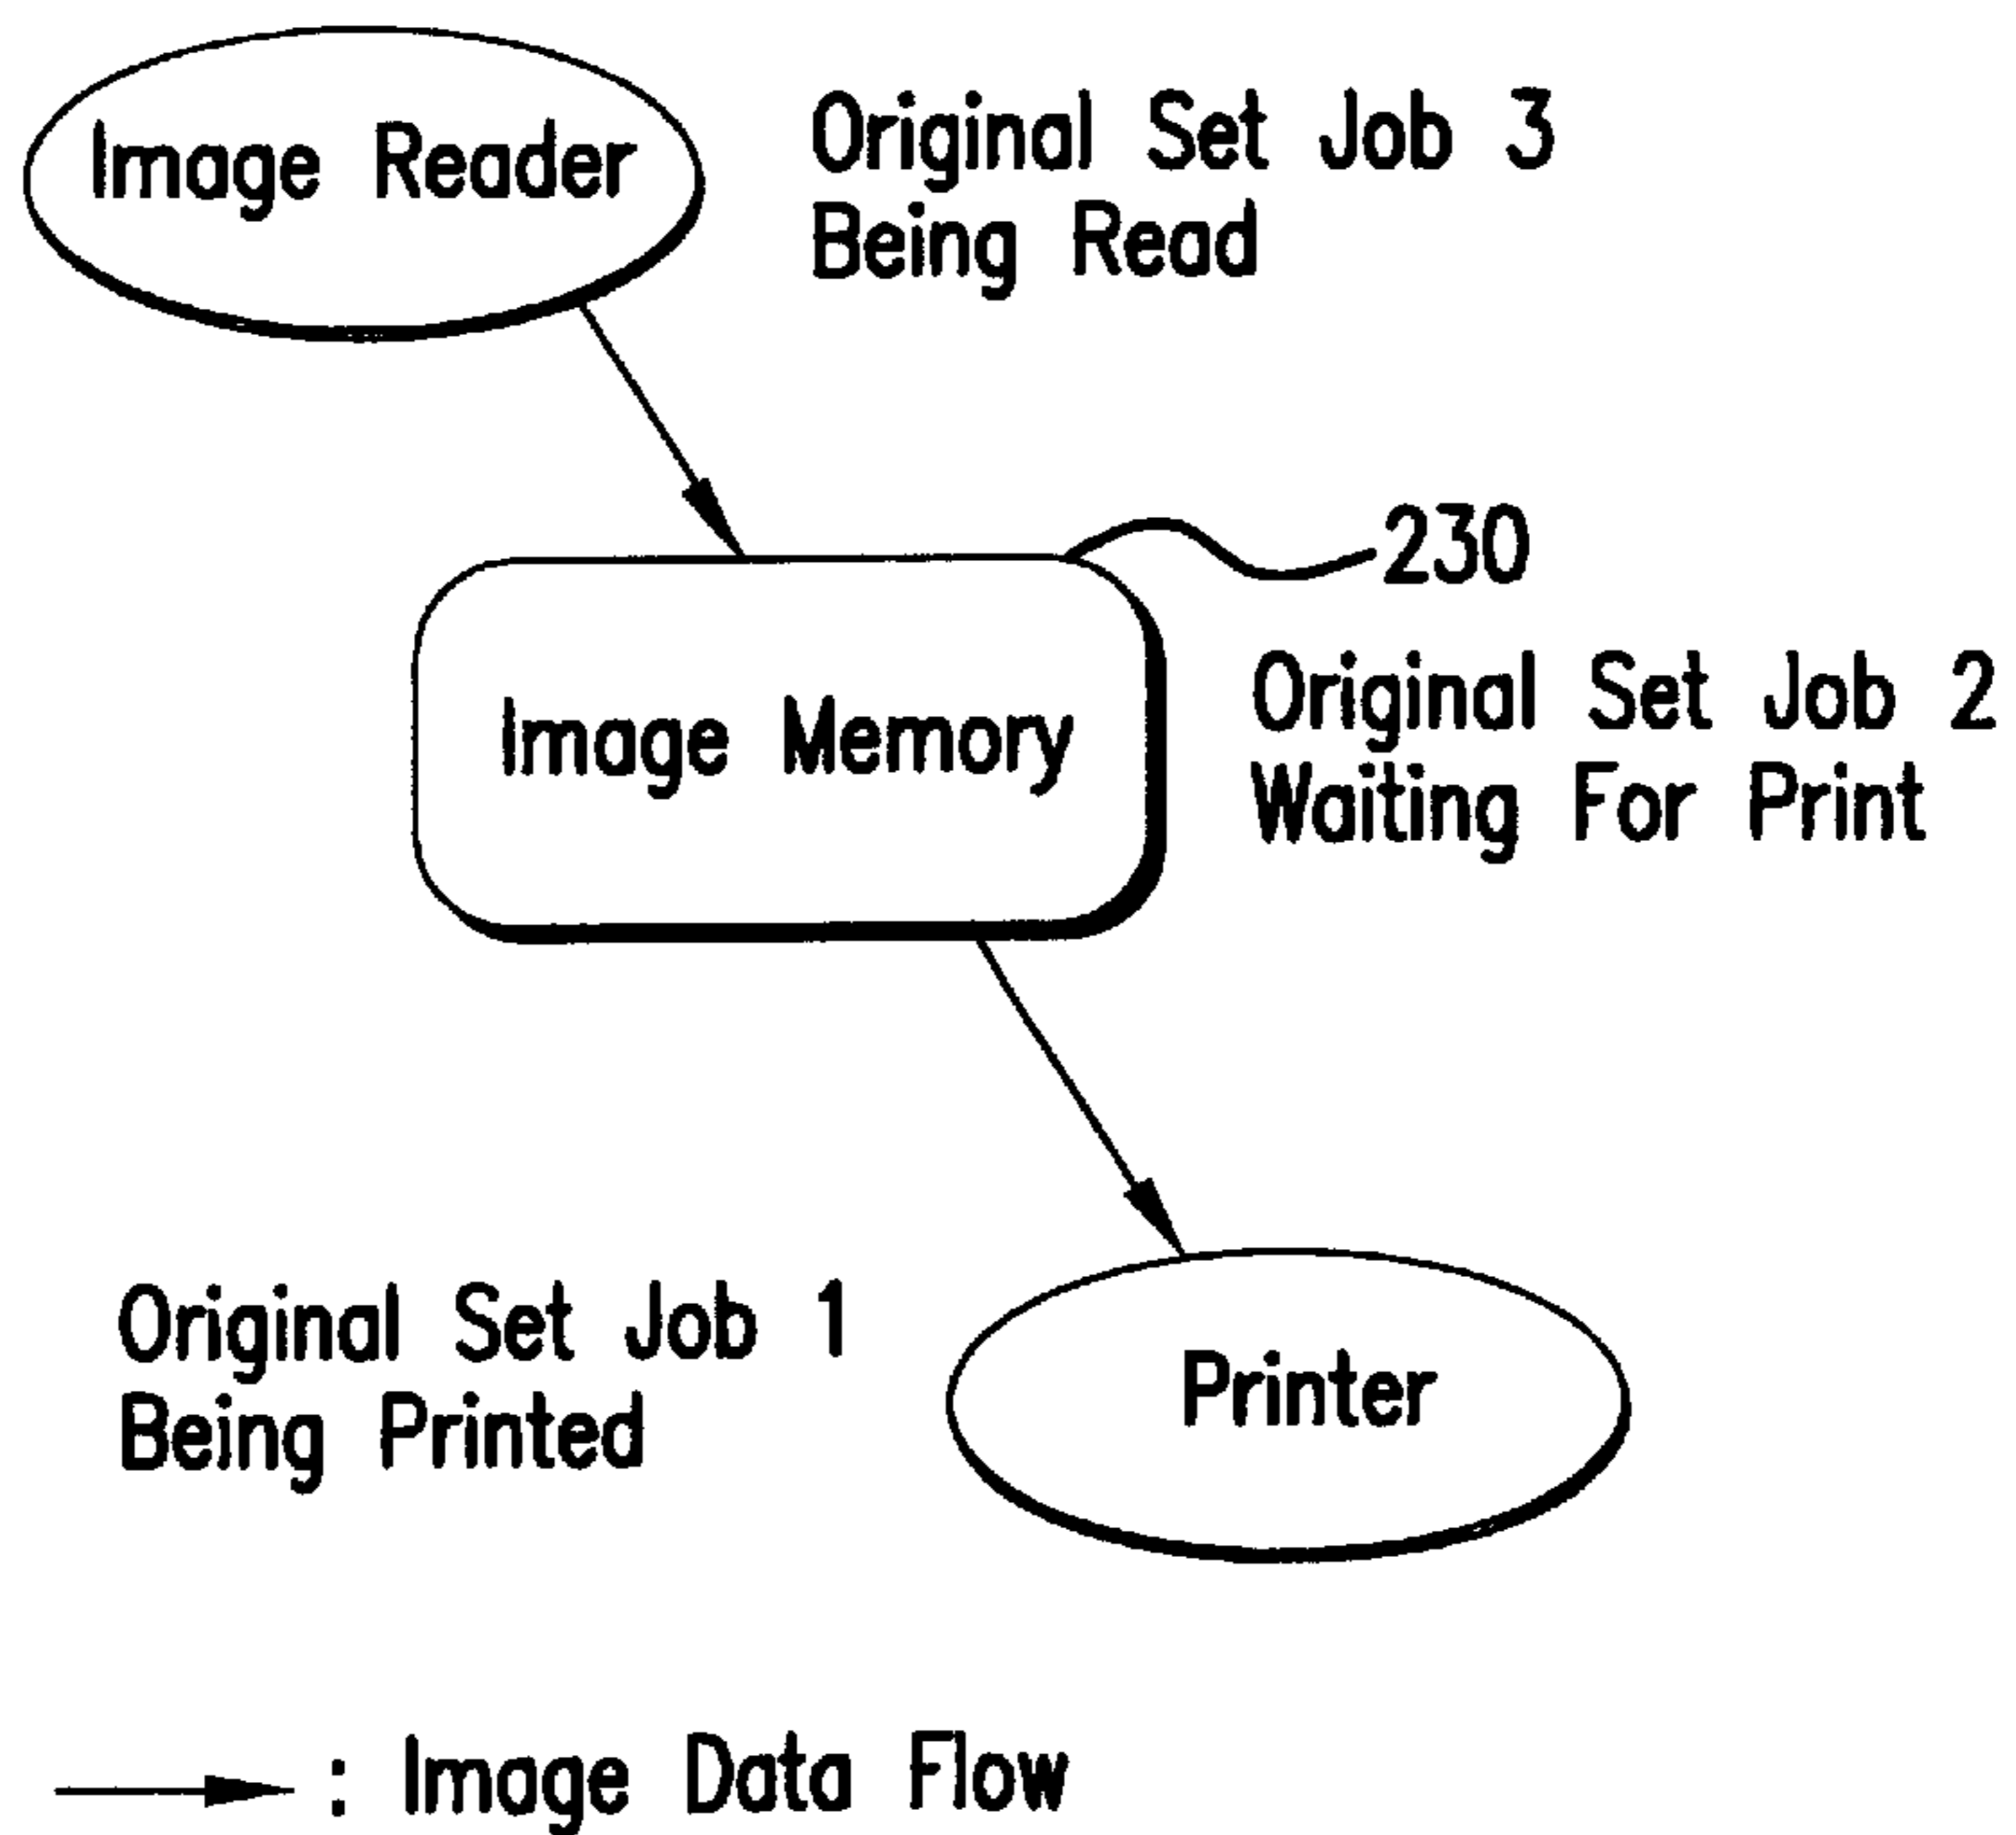 Image Reader
Original Set Job 3
Being Read
230
Image Memory
Original Set Job 2
Waiting For Print
Original Set Job 1
Being Printed
Printer
: Image Data Flow